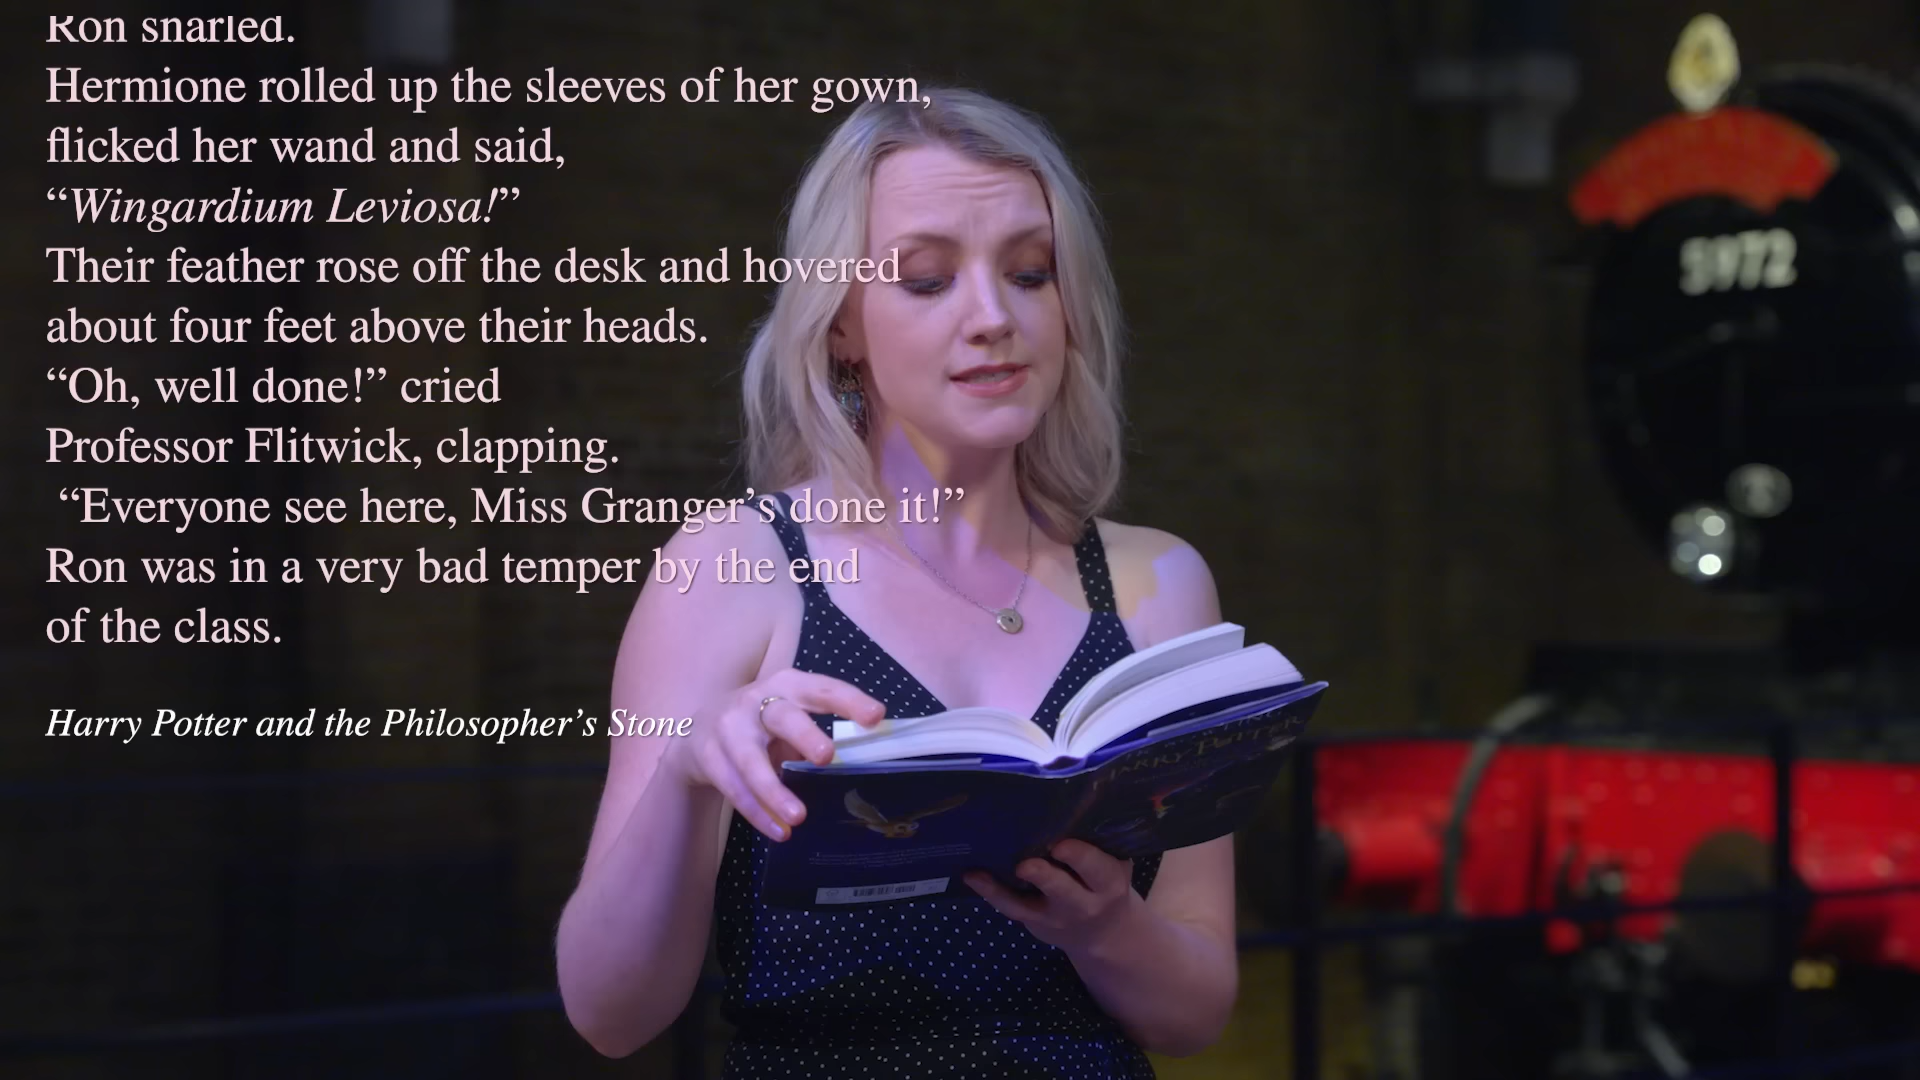 Ron snarled.
Hermione rolled up the sleeves of her gown,
flicked her wand and said,
“Wingardium Leviosa!”
Their feather rose off the desk and hovered
about four feet above their heads.
“Oh, well done!” cried
Professor Flitwick, clapping.
“Everyone see here, Miss Granger’s done it!”
Ron was in a very bad temper by the end
of the class.
Harry Potter and the Philosopher’s Stone
5972
HARRY POTTER